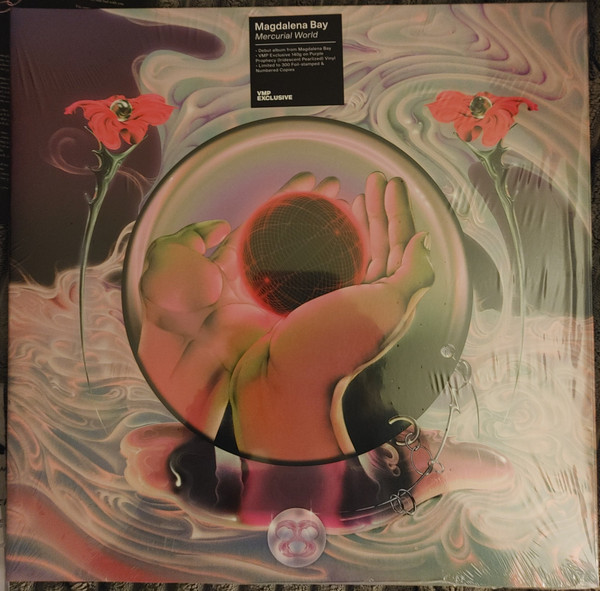 Magdalena Bay
Mercurial World
- Debut album from Magdalena Bay
- VMP Exclusive 140g on Purple
Prophecy (Iridescent Pearlized) Vinyl
- Limited to 300 Foil-stamped &
Numbered Copies
VMP
EXCLUSIVE